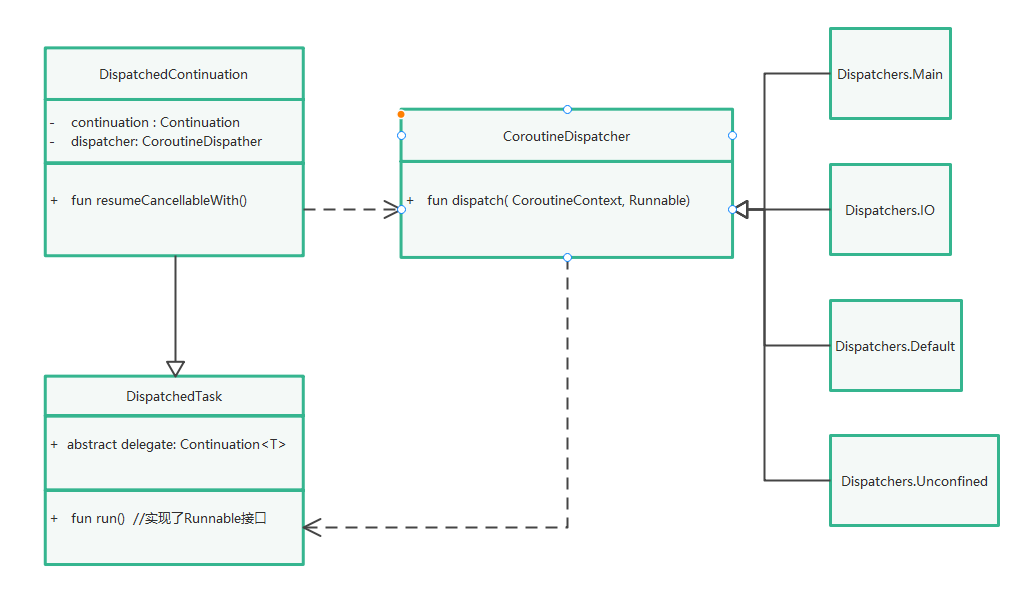 DispatchedContinuation
- continuation : Continuation
- dispatcher: CoroutineDispather
+ fun resumeCancellableWith()
CoroutineDispatcher
+ fun dispatch( CoroutineContext, Runnable)
Dispatchers.Main
Dispatchers.IO
Dispatchers.Default
Dispatchers.Unconfined
DispatchedTask
+ abstract delegate: Continuation<T>
+ fun run() //实现了Runnable接口